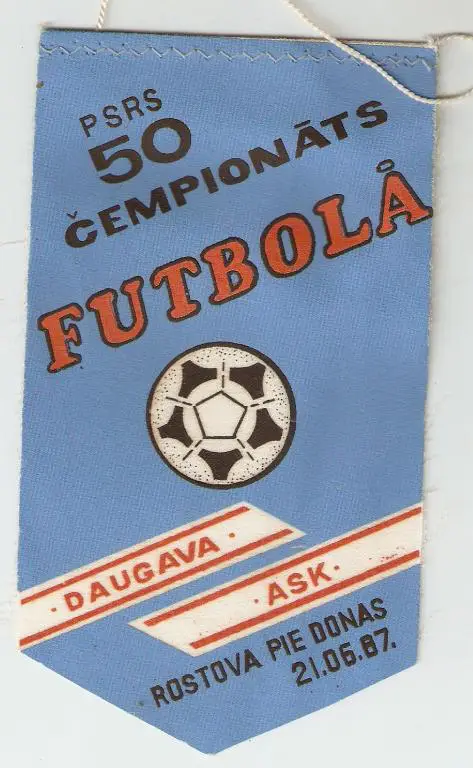 PSRS
50
ČEMPIONĀTS
FUTBOLĀ
· DAUGAVA ·
· ASK ·
ROSTOVA PIE DONAS
21.06.87.